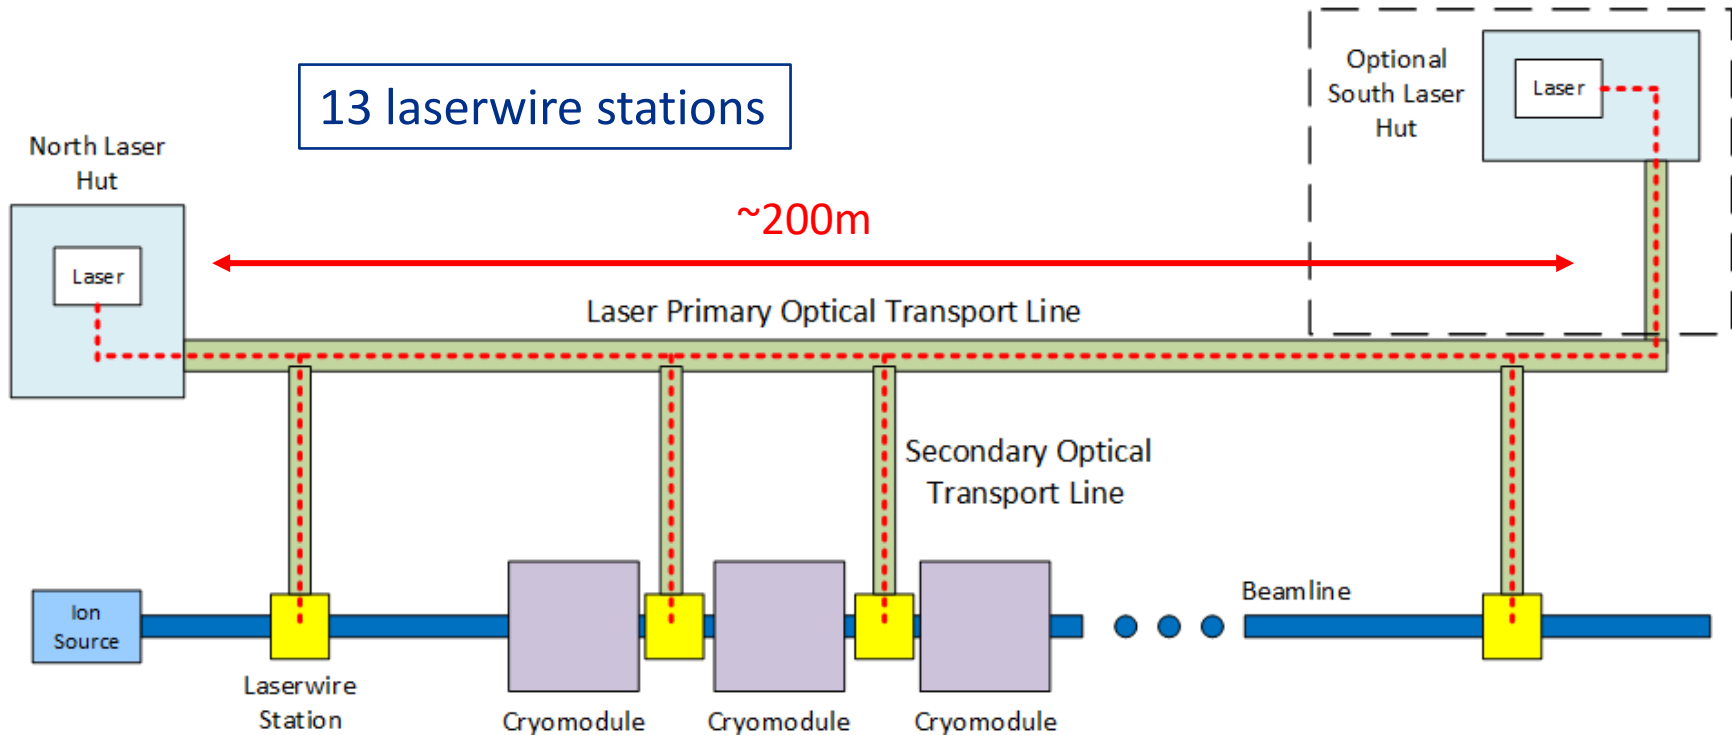 13 laserwire stations
Optional
South Laser
Hut
Laser
North Laser
Hut
~200m
Laser
Laser Primary Optical Transport Line
Secondary Optical
Transport Line
Beamline
Ion
Source
Laserwire
Station
Cryomodule
Cryomodule
Cryomodule